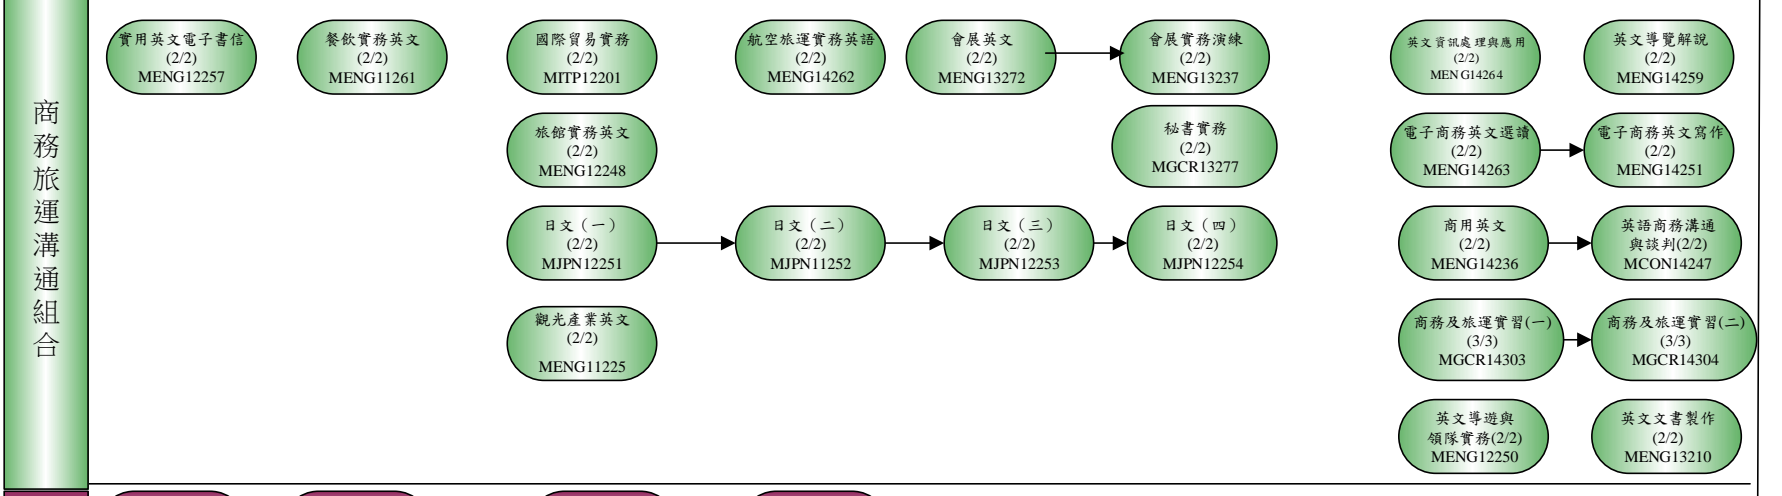 商務旅運溝通組合
實用英文電子書信
(2/2)
MENG12257
餐飲實務英文
(2/2)
MENG11261
國際貿易實務
(2/2)
MITP12201
航空旅運實務英語
(2/2)
MENG14262
會展英文
(2/2)
MENG13272
會展實務演練
(2/2)
MENG13237
英文資訊處理與應用
(2/2)
MENG14264
英文導覽解說
(2/2)
MENG14259
旅館實務英文
(2/2)
MENG12248
秘書實務
(2/2)
MGCR13277
電子商務英文選讀
(2/2)
MENG14263
電子商務英文寫作
(2/2)
MENG14251
日文（一）
(2/2)
MJPN12251
日文（二）
(2/2)
MJPN11252
日文（三）
(2/2)
MJPN12253
日文（四）
(2/2)
MJPN12254
商用英文
(2/2)
MENG14236
英語商務溝通
與談判(2/2)
MCON14247
觀光產業英文
(2/2)
MENG11225
商務及旅運實習(一)
(3/3)
MGCR14303
商務及旅運實習(二)
(3/3)
MGCR14304
英文導遊與
領隊實務(2/2)
MENG12250
英文文書製作
(2/2)
MENG13210